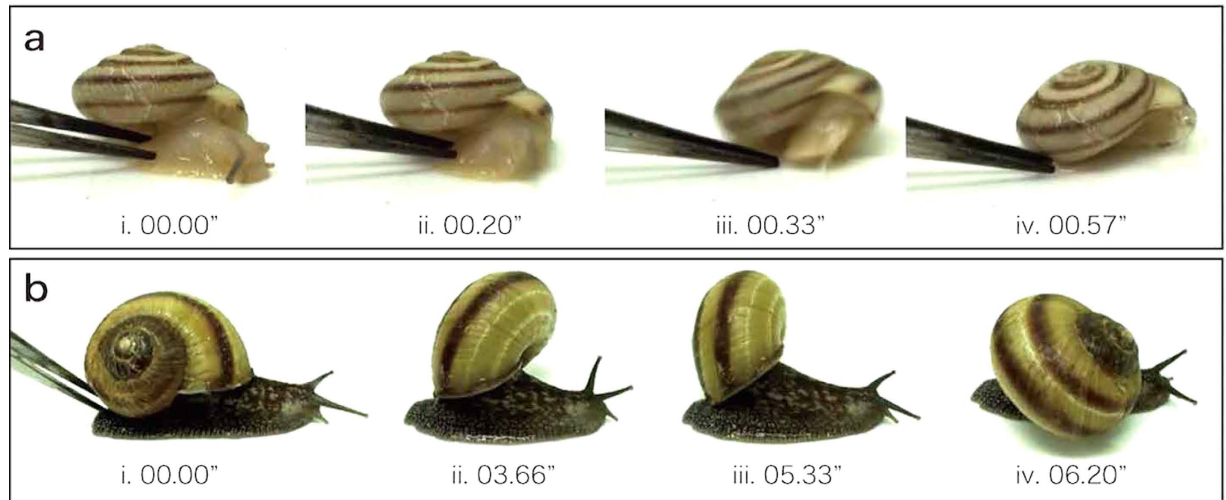 a
i. 00.00”
ii. 00.20”
iii. 00.33”
iv. 00.57”
b
i. 00.00”
ii. 03.66”
iii. 05.33”
iv. 06.20”